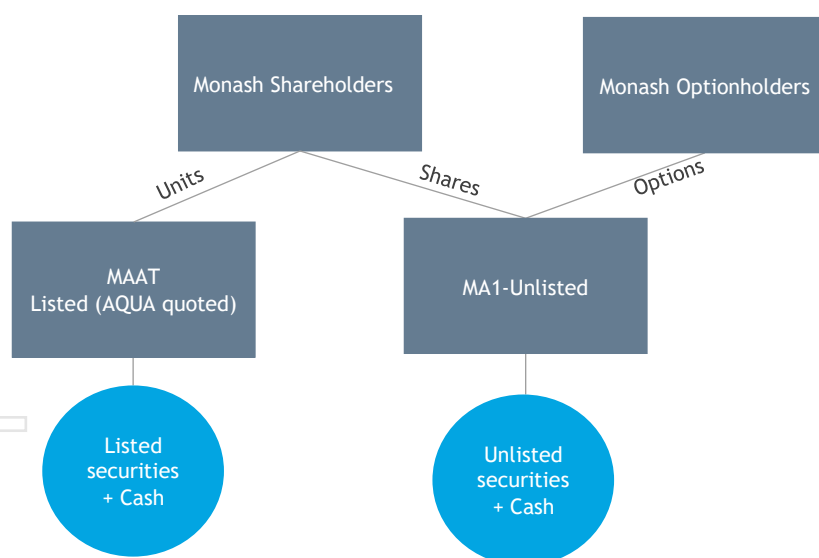 Monash Shareholders
Monash Optionholders
Units
Shares
Options
MAAT
Listed (AQUA quoted)
MA1-Unlisted
Listed
securities
+ Cash
Unlisted
securities
+ Cash